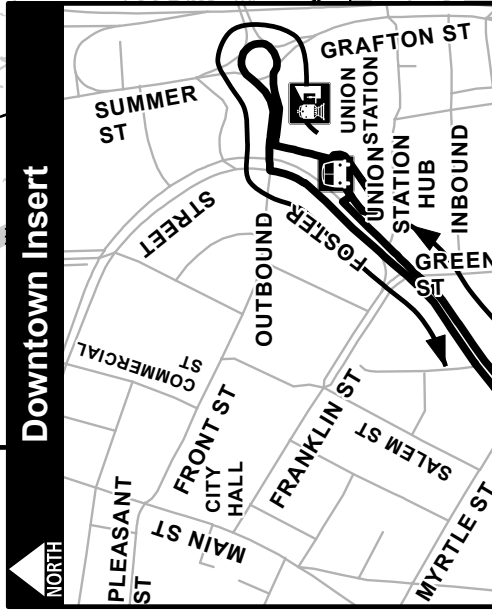 Downtown Insert
NORTH
GRAFTON ST
SUMMER
ST
UNION
STATION
UNION
STATION
HUB
INBOUND
STREET
FOSTER
OUTBOUND
GREEN
ST
COMMERCIAL
ST
FRONT ST
CITY
HALL
FRANKLIN ST
SALEM ST
MAIN ST
PLEASANT
ST
MYRTLE ST